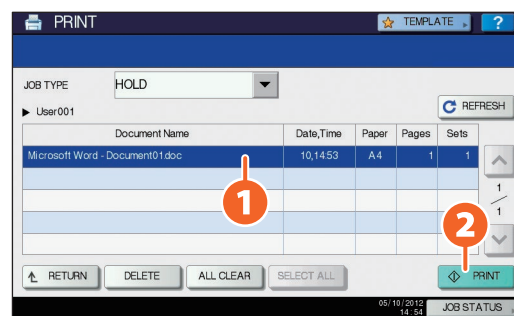 PRINT
TEMPLATE
?
JOB TYPE HOLD
User001
REFRESH
Document Name Date,Time Paper Pages Sets
Microsoft Word - Document01.doc 10,14:53 A4 1 1
1
1
1
2
RETURN DELETE ALL CLEAR SELECT ALL PRINT
05/10/2012
14:54
JOB STATUS